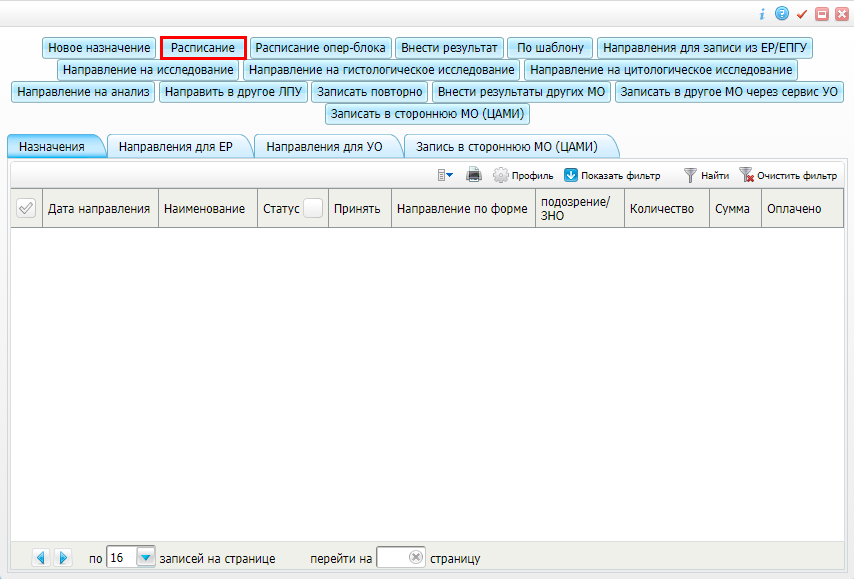 Новое назначение Расписание Расписание опер-блока Внести результат По шаблону Направления для записи из ЕР/ЕПГУ
Направление на исследование Направление на гистологическое исследование Направление на цитологическое исследование
Направление на анализ Направить в другое ЛПУ Записать повторно Внести результаты других МО Записать в другое МО через сервис УО
Записать в стороннюю МО (ЦАМИ)
Назначения Направления для ЕР Направления для УО Запись в стороннюю МО (ЦАМИ)
Профиль Показать фильтр Найти Очистить фильтр
Дата направления Наименование Статус Принять Направление по форме подозрение/ Количество Сумма Оплачено
ЗНО
по 16 записей на странице перейти на страницу